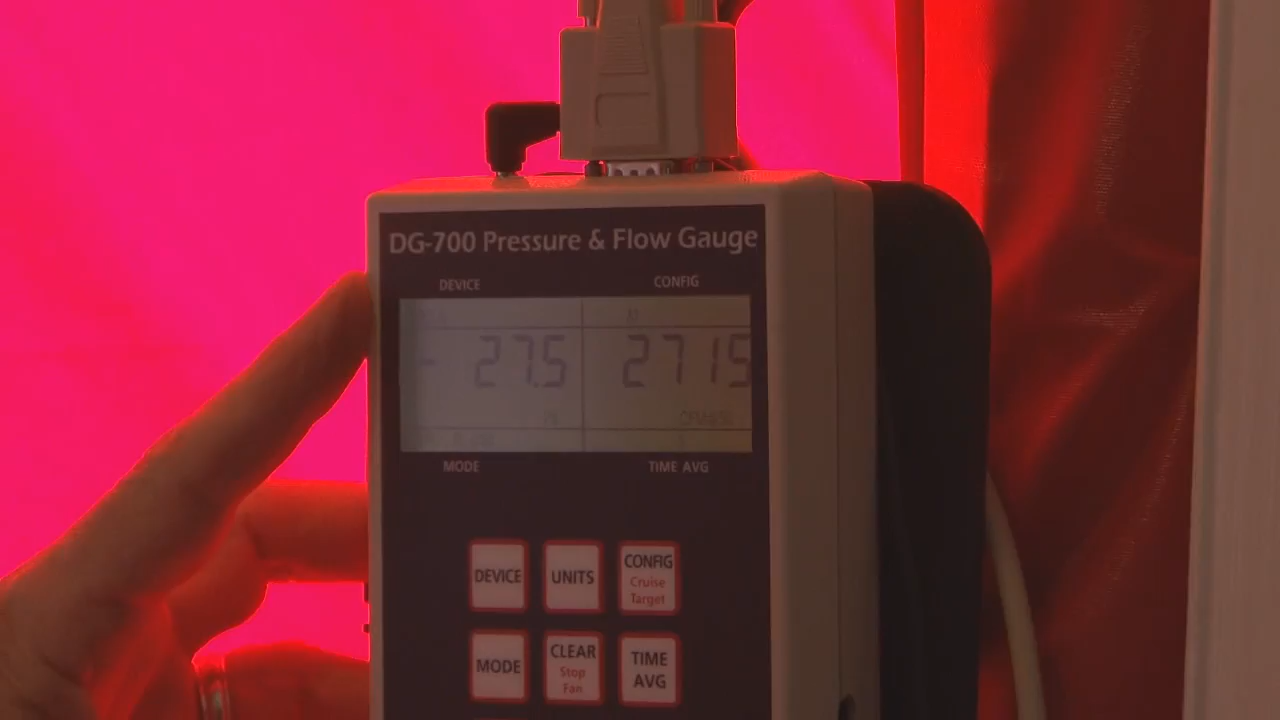 DG-700 Pressure & Flow Gauge
DEVICE CONFIG
- 27.5 2715
MODE TIME AVG
DEVICE UNITS CONFIG
Cruise
Target
MODE CLEAR TIME
Stop AVG
Fan